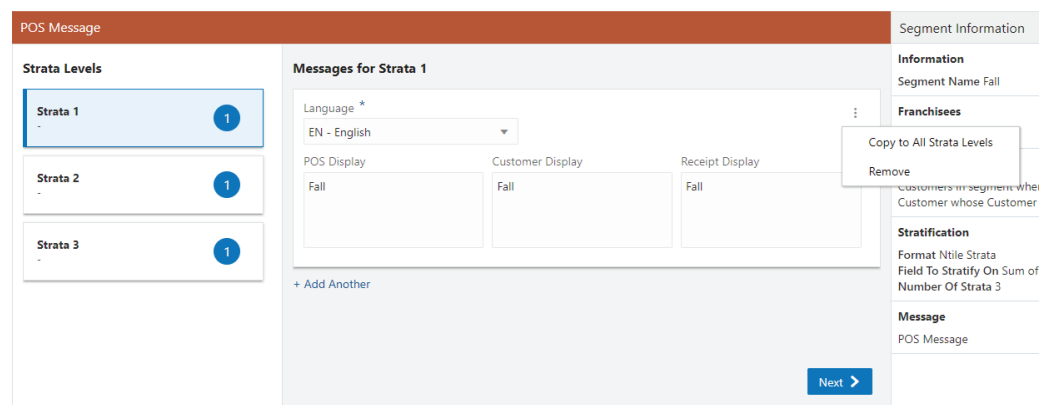 POS Message
Strata Levels
Strata 1
-
1
Strata 2
-
1
Strata 3
-
1
Messages for Strata 1
Language *
EN - English
POS Display
Customer Display
Receipt Display
Fall
Fall
Fall
+ Add Another
Next
Copy to All Strata Levels
Remove
Segment Information
Information
Segment Name Fall
Franchisees
Customers in segment
Customer whose Customer
Stratification
Format Ntile Strata
Field To Stratify On Sum of
Number Of Strata 3
Message
POS Message